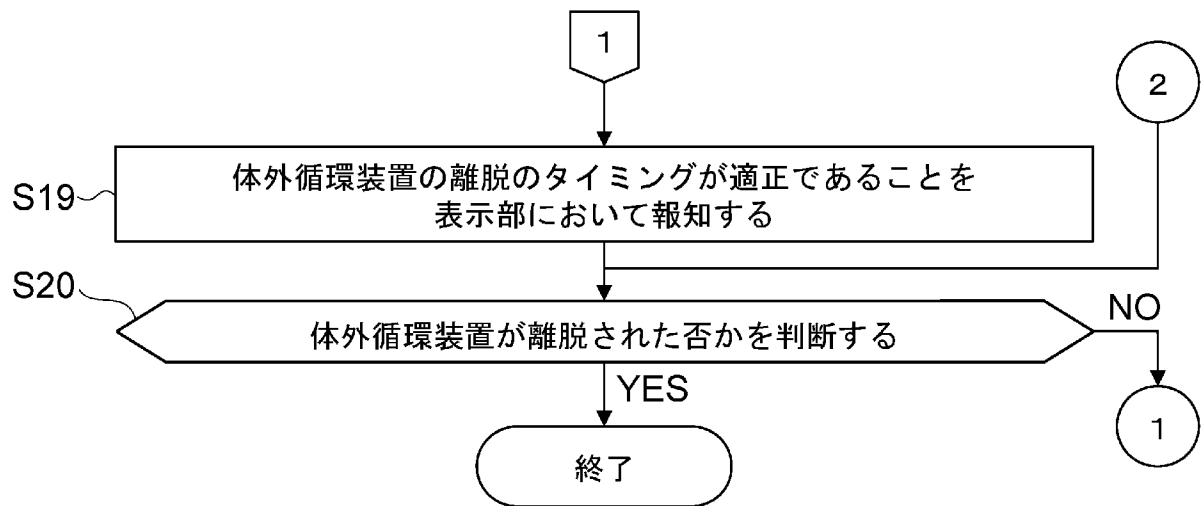 1
2
S19
体外循環装置の離脱のタイミングが適正であることを
表示部において報知する
S20
体外循環装置が離脱された否かを判断する
NO
YES
1
終了